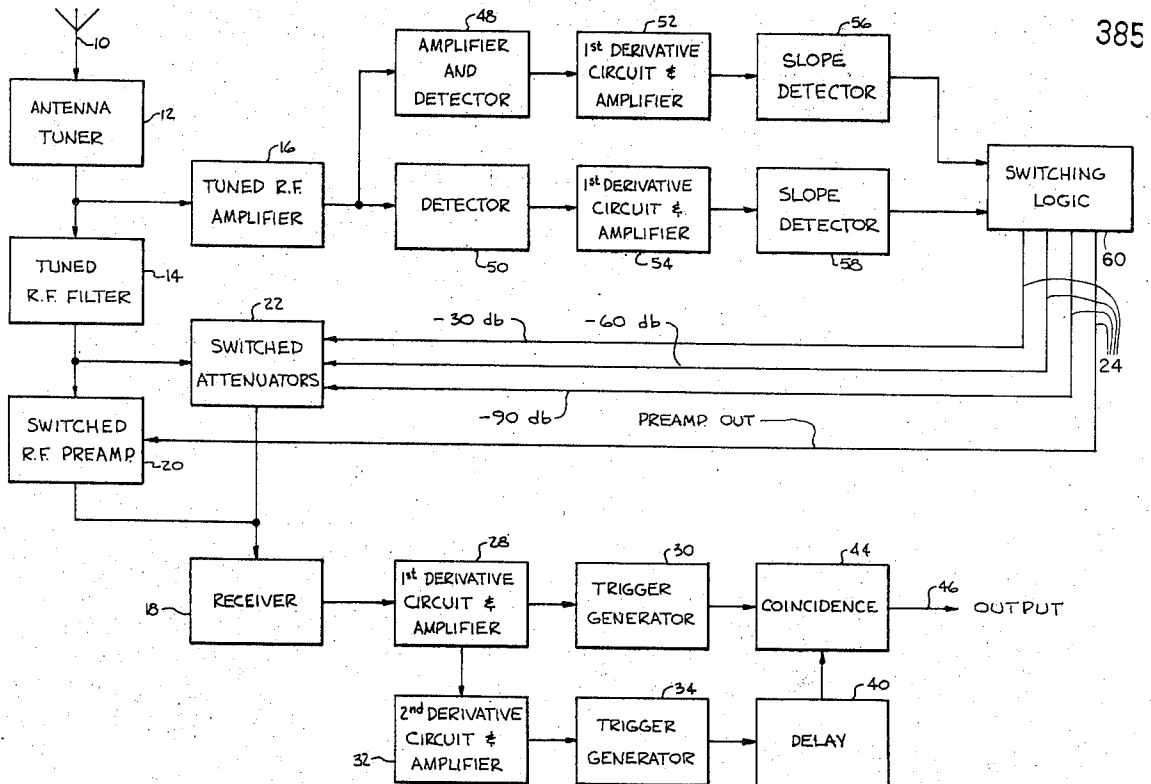 385
10
ANTENNA
TUNER
12
TUNED R.F.
AMPLIFIER
16
AMPLIFIER
AND
DETECTOR
48
1st DERIVATIVE
CIRCUIT &
AMPLIFIER
52
SLOPE
DETECTOR
56
DETECTOR
50
1st DERIVATIVE
CIRCUIT &
AMPLIFIER
54
SLOPE
DETECTOR
58
SWITCHING
LOGIC
60
TUNED
R.F. FILTER
14
22
SWITCHED
ATTENUATORS
-30 db
-60 db
-90 db
24
PREAMP OUT
SWITCHED
R.F. PREAMP.
20
RECEIVER
18
28
1st DERIVATIVE
CIRCUIT &
AMPLIFIER
30
TRIGGER
GENERATOR
44
COINCIDENCE
46
OUTPUT
2nd DERIVATIVE
CIRCUIT &
AMPLIFIER
32
34
TRIGGER
GENERATOR
40
DELAY